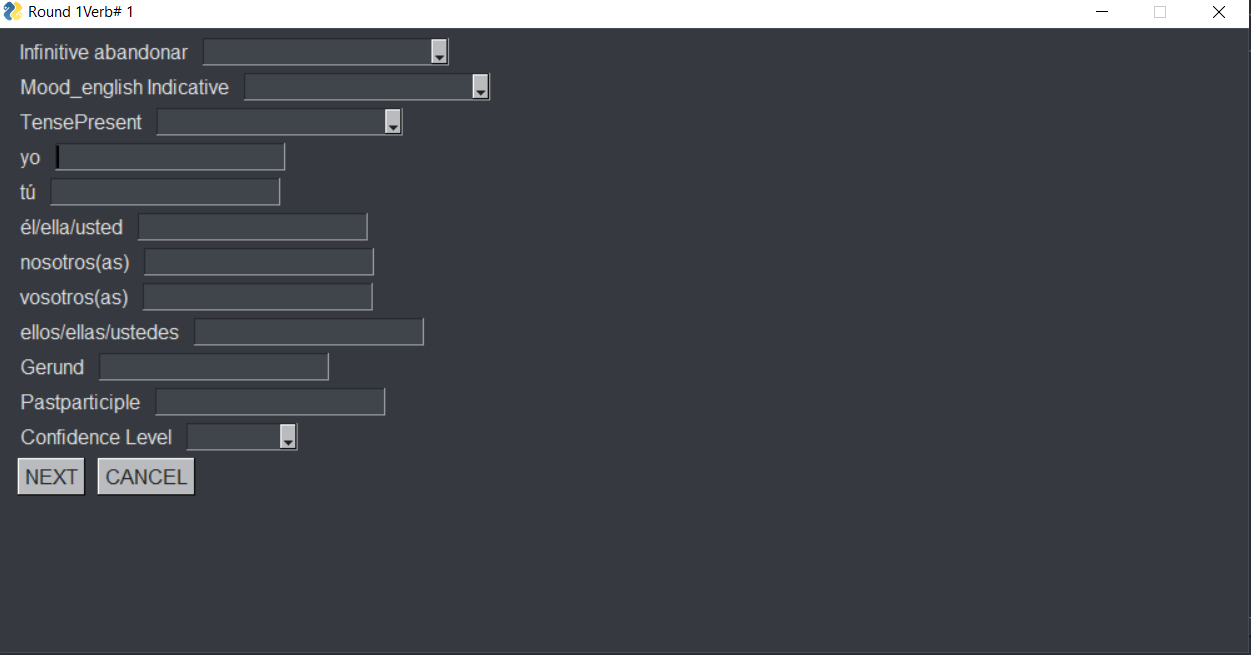 Round 1Verb# 1
Infinitive abandonar
Mood_english Indicative
TensePresent
yo
tú
él/ella/usted
nosotros(as)
vosotros(as)
ellos/ellas/ustedes
Gerund
Pastparticiple
Confidence Level
NEXT CANCEL